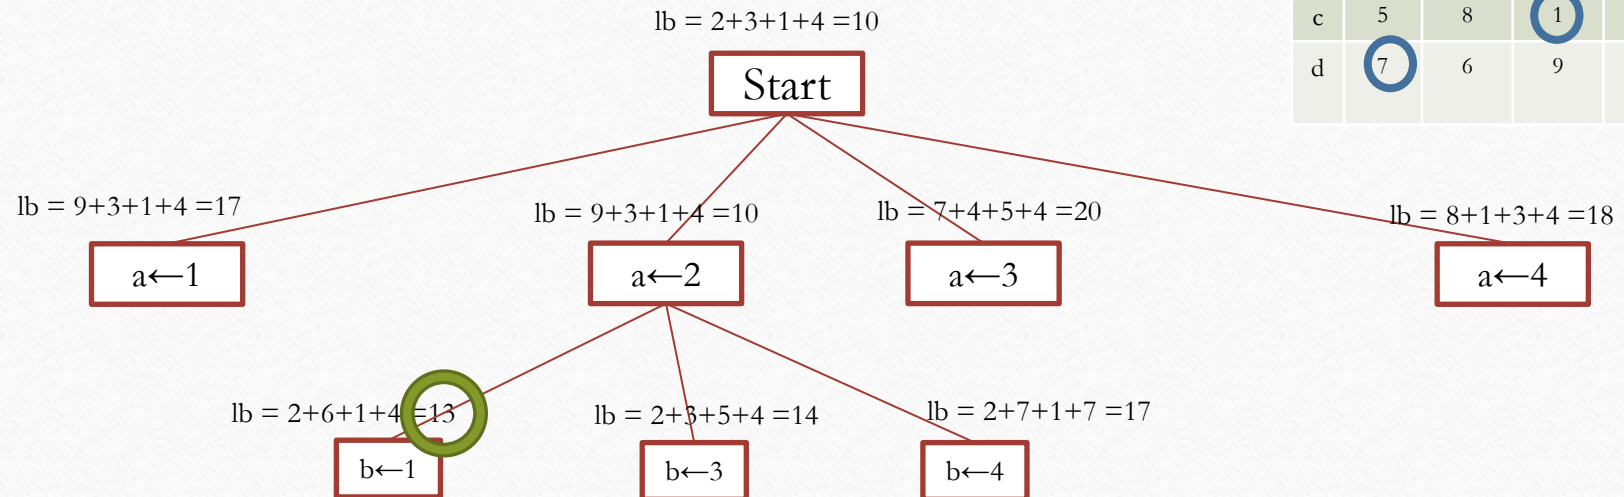 lb = 2+3+1+4 =10
c 5 8 1
Start
d 7 6 9
lb = 9+3+1+4 =17
lb = 9+3+1+4 =10
lb = 7+4+5+4 =20
lb = 8+1+3+4 =18
a←1
a←2
a←3
a←4
lb = 2+6+1+4 =13
lb = 2+3+5+4 =14
lb = 2+7+1+7 =17
b←1
b←3
b←4